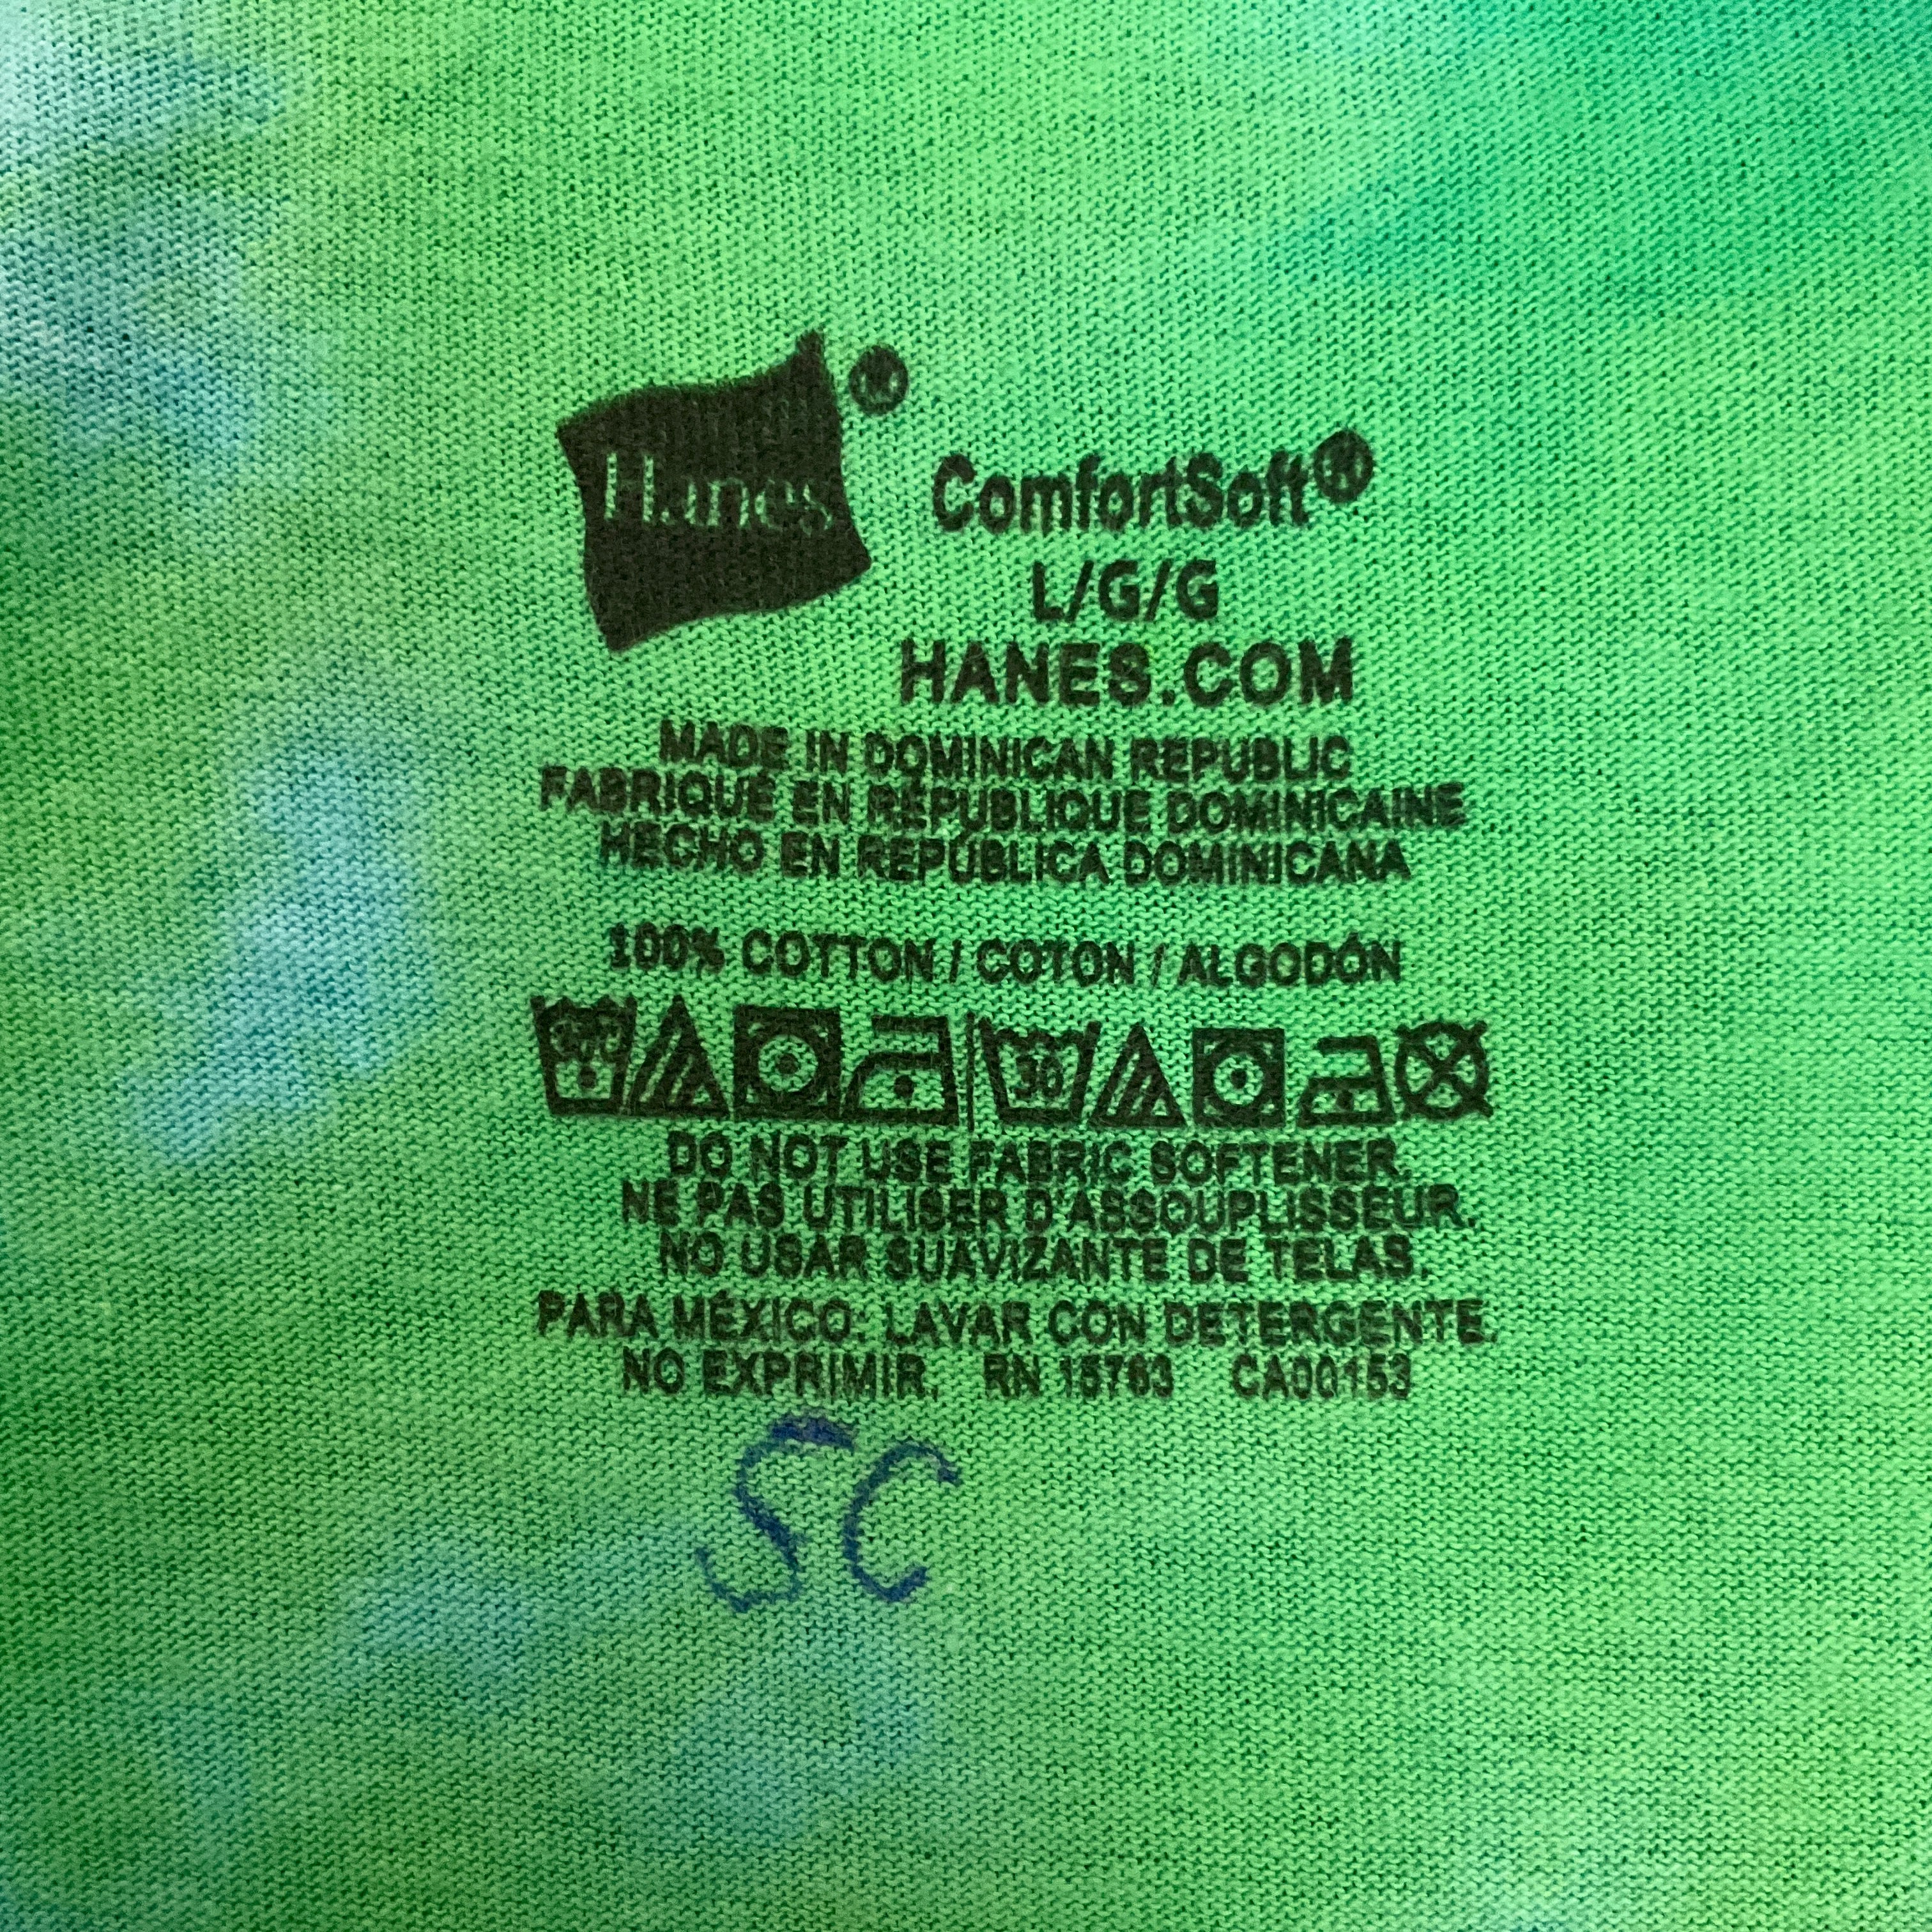 Hanes®
ComfortSoft®
L/G/G
HANES.COM
MADE IN DOMINICAN REPUBLIC
FABRIQUÉ EN RÉPUBLIQUE DOMINICAINE
HECHO EN REPÚBLICA DOMINICANA
100% COTTON / COTON / ALGODÓN
30
DO NOT USE FABRIC SOFTENER.
NE PAS UTILISER D'ASSOUPLISSEUR.
NO USAR SUAVIZANTE DE TELAS.
PARA MÉXICO: LAVAR CON DETERGENTE.
NO EXPRIMIR. RN 15763 CA00153
SC